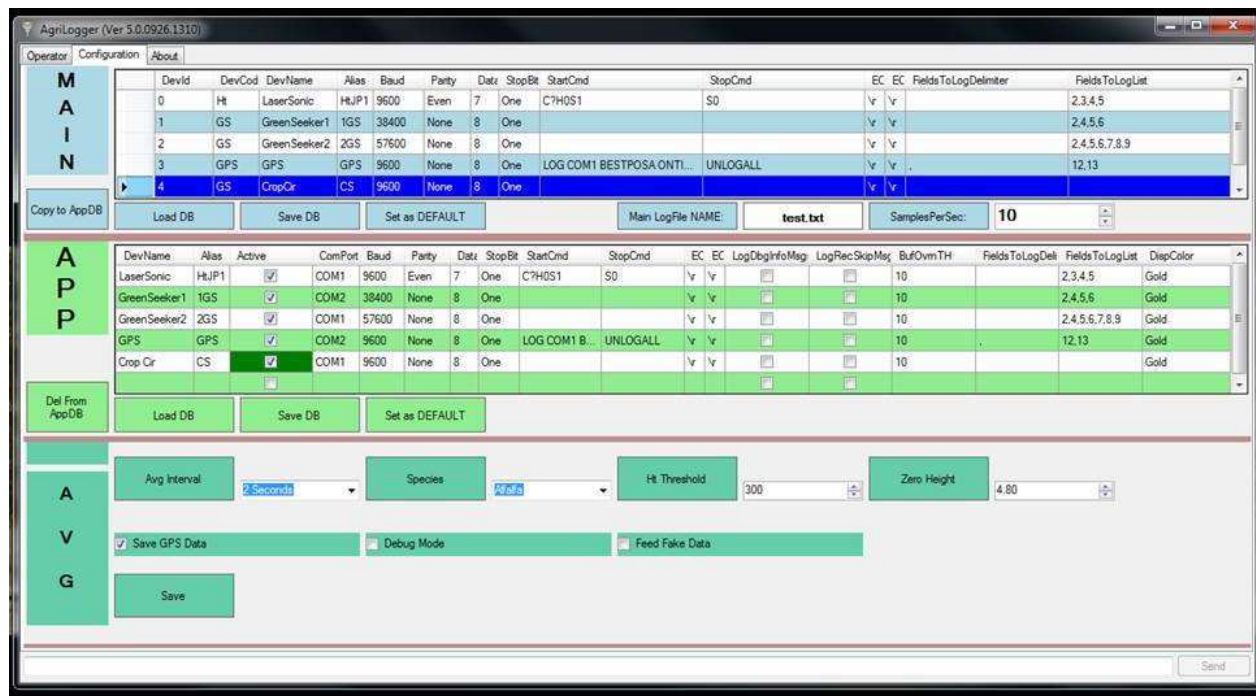 AgriLogger (Ver 5.0.0926.1310)
Operator Configuration About
MAIN
DevId DevCod DevName Alias Baud Parity Data StopBit StartCmd StopCmd EC EC FieldsToLogDelimiter FieldsToLogList
0 Ht LaserSonic HtJP1 9600 Even 7 One C?H0S1 S0 \r \r 2,3,4,5
1 GS GreenSeeker1 1GS 38400 None 8 One \r \r 2,4,5,6
2 GS GreenSeeker2 2GS 57600 None 8 One \r \r 2,4,5,6,7,8,9
3 GPS GPS GPS 9600 None 8 One LOG COM1 BESTPOSA ONTI... UNLOGALL \r \r , 12,13
4 GS CropCir CS 9600 None 8 One \r \r
Copy to AppDB Load DB Save DB Set as DEFAULT Main LogFile NAME: test.txt SamplesPerSec: 10
APP
DevName Alias Active ComPort Baud Parity Data StopBit StartCmd StopCmd EC EC LogDbgInfoMsg LogRecSkipMsg BufOvrnTH FieldsToLogDeli FieldsToLogList DispColor
LaserSonic HtJP1 COM1 9600 Even 7 One C?H0S1 S0 \r \r 10 2,3,4,5 Gold
GreenSeeker1 1GS COM2 38400 None 8 One \r \r 10 2,4,5,6 Gold
GreenSeeker2 2GS COM1 57600 None 8 One \r \r 10 2,4,5,6,7,8,9 Gold
GPS GPS COM2 9600 None 8 One LOG COM1 B... UNLOGALL \r \r 10 , 12,13 Gold
Crop Cir CS COM1 9600 None 8 One \r \r 10 Gold
Del From AppDB
Load DB Save DB Set as DEFAULT
AVG
Avg Interval 2 Seconds Species Alfalfa Ht Threshold 300 Zero Height 4.80
Save GPS Data Debug Mode Feed Fake Data
Save
Send